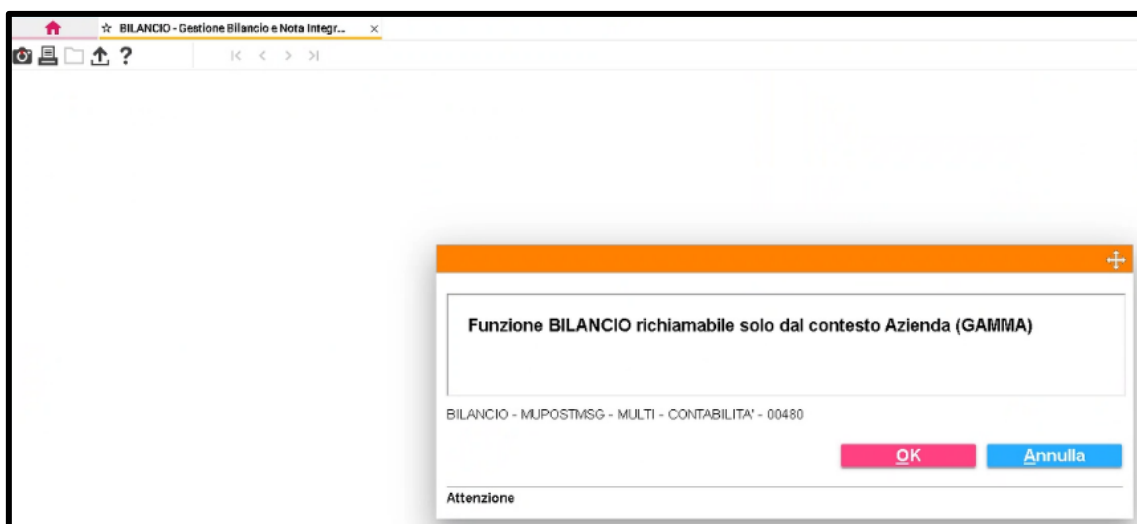 BILANCIO - Gestione Bilancio e Nota Integr...
?
Funzione BILANCIO richiamabile solo dal contesto Azienda (GAMMA)
BILANCIO - MUPOSTMSG - MULTI - CONTABILITA' - 00480
OK
Annulla
Attenzione